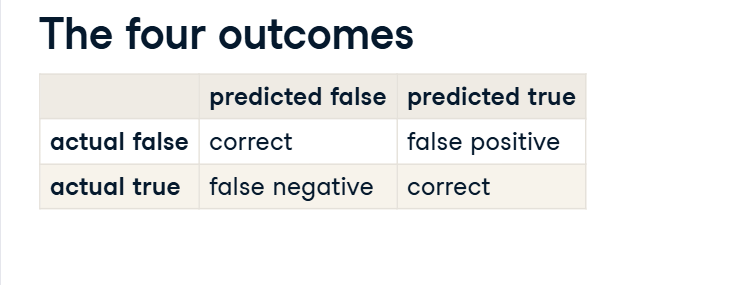 The four outcomes
predicted false predicted true
actual false correct false positive
actual true false negative correct